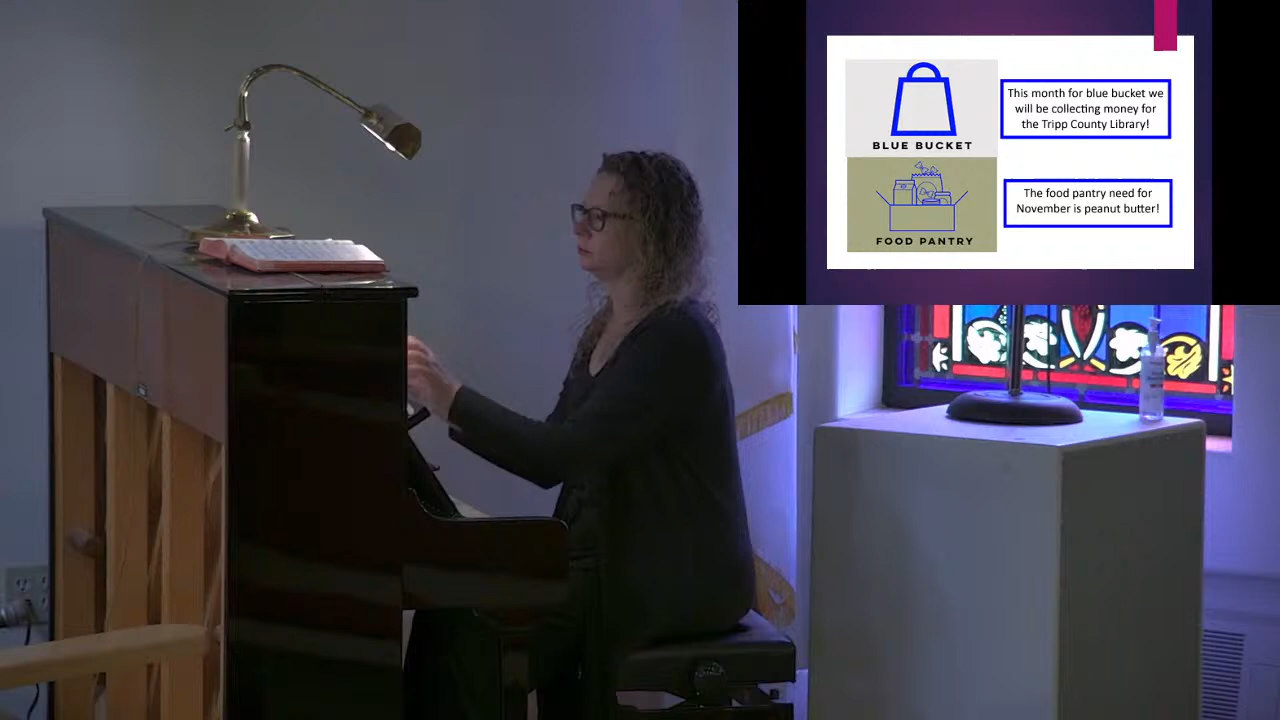 This month for blue bucket we
will be collecting money for
the Tripp County Library!
BLUE BUCKET
The food pantry need for
November is peanut butter!
FOOD PANTRY